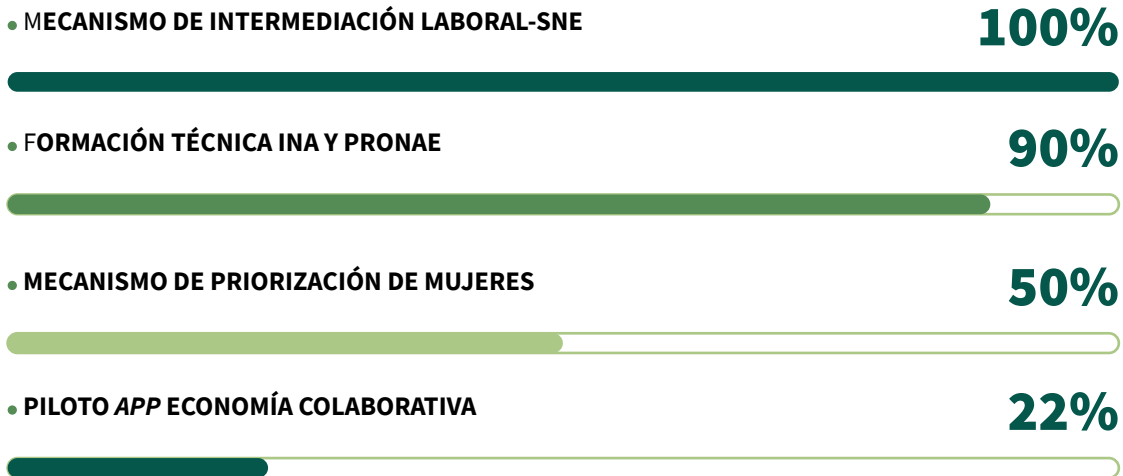 • MECANISMO DE INTERMEDIACIÓN LABORAL-SNE 100%
• FORMACIÓN TÉCNICA INA Y PRONAE 90%
• MECANISMO DE PRIORIZACIÓN DE MUJERES 50%
• PILOTO APP ECONOMÍA COLABORATIVA 22%